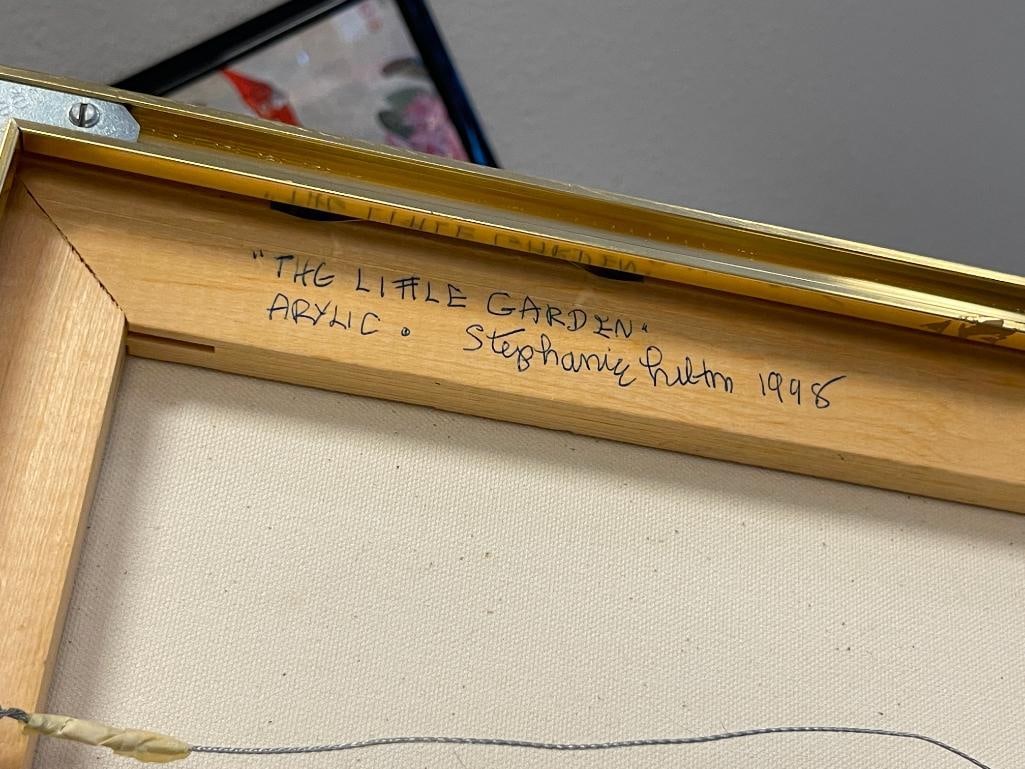 "THE LITTLE GARDEN"
ARYLIC. Stephanie 1998